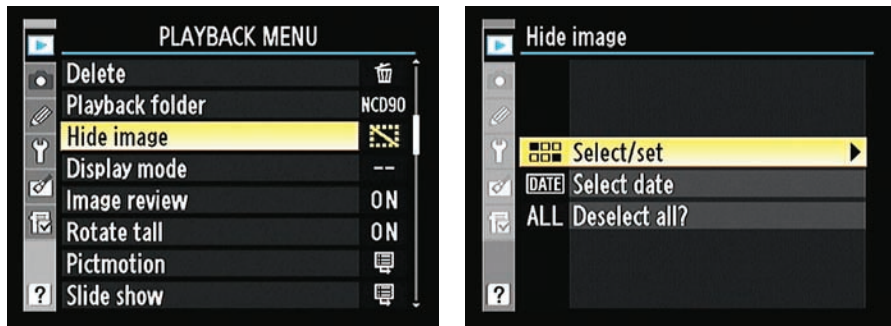 PLAYBACK MENU
Delete
Playback folder NCD90
Hide image
Display mode --
Image review ON
Rotate tall ON
Pictmotion
Slide show
?
Hide image
Select/set
DATE Select date
ALL Deselect all?
?